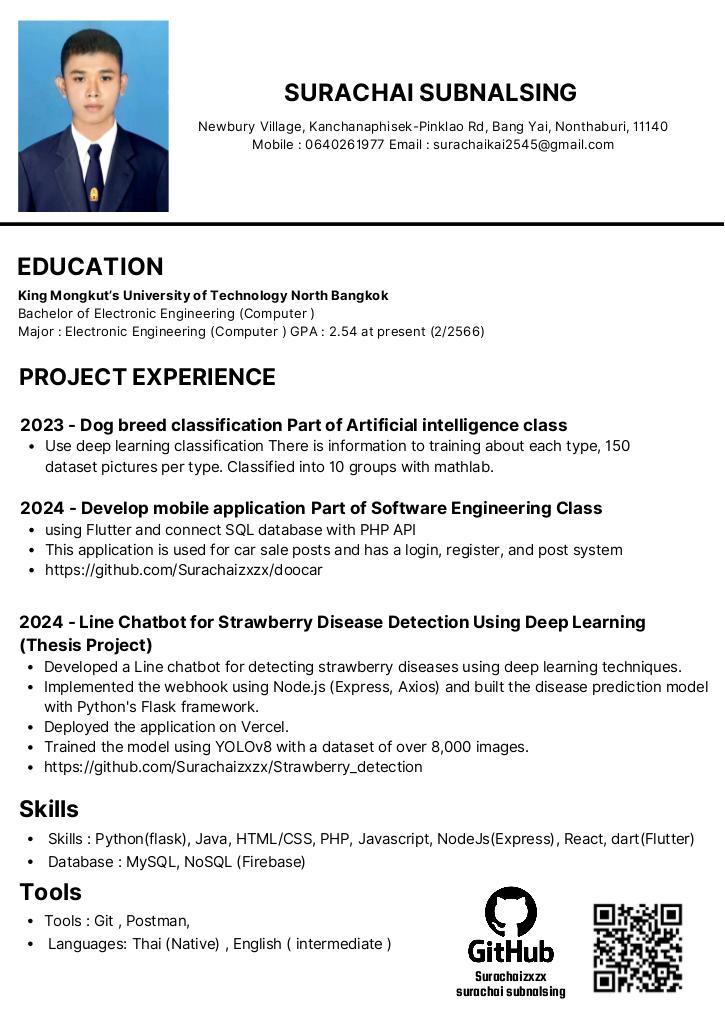 SURACHAI SUBNALSING
Newbury Village, Kanchanaphisek-Pinklao Rd, Bang Yai, Nonthaburi, 11140
Mobile : 0640261977 Email : surachaikai2545@gmail.com
EDUCATION
King Mongkut's University of Technology North Bangkok
Bachelor of Electronic Engineering (Computer )
Major : Electronic Engineering (Computer ) GPA : 2.54 at present (2/2566)
PROJECT EXPERIENCE
2023 - Dog breed classification Part of Artificial intelligence class
• Use deep learning classification There is information to training about each type, 150
dataset pictures per type. Classified into 10 groups with mathlab.
2024 - Develop mobile application Part of Software Engineering Class
• using Flutter and connect SQL database with PHP API
• This application is used for car sale posts and has a login, register, and post system
• https://github.com/Surachaizxzx/doocar
2024 - Line Chatbot for Strawberry Disease Detection Using Deep Learning
(Thesis Project)
• Developed a Line chatbot for detecting strawberry diseases using deep learning techniques.
• Implemented the webhook using Node.js (Express, Axios) and built the disease prediction model
with Python's Flask framework.
• Deployed the application on Vercel.
• Trained the model using YOLOv8 with a dataset of over 8,000 images.
• https://github.com/Surachaizxzx/Strawberry_detection
Skills
• Skills : Python(flask), Java, HTML/CSS, PHP, Javascript, NodeJs(Express), React, dart(Flutter)
• Database : MySQL, NoSQL (Firebase)
Tools
• Tools : Git , Postman,
• Languages: Thai (Native) , English ( intermediate )
GitHub
Surachaizxzx
surachai subnalsing